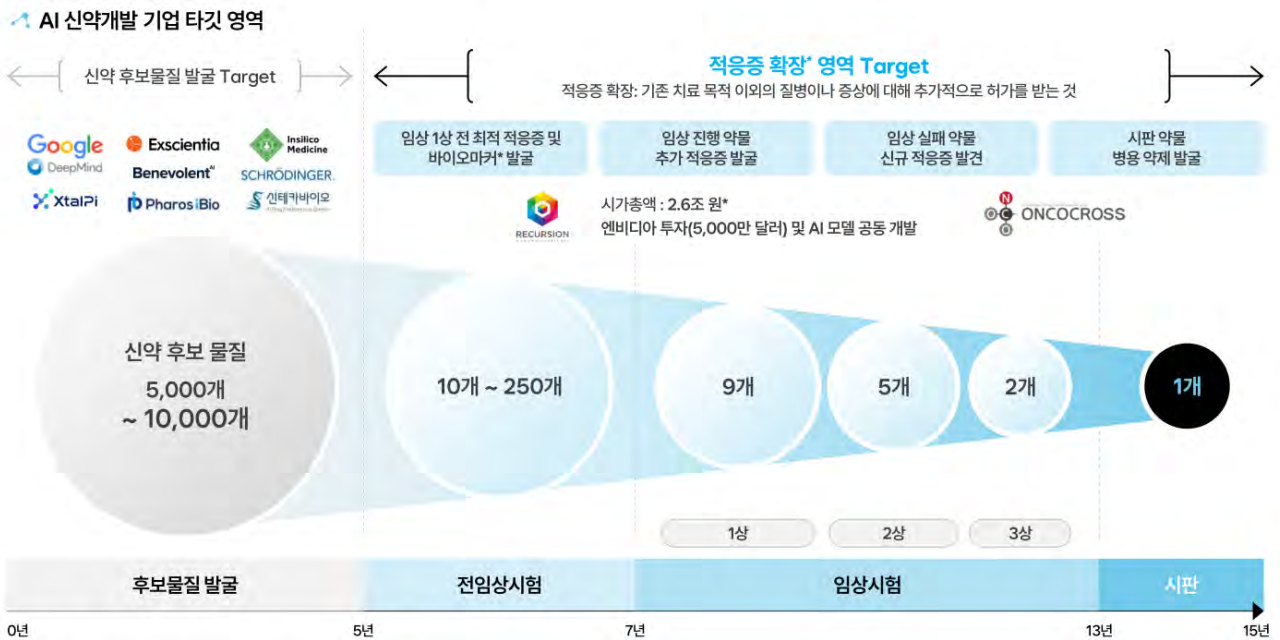 AI 신약개발 기업 타깃 영역
신약 후보물질 발굴 Target
적응증 확장* 영역 Target
적응증 확장: 기존 치료 목적 이외의 질병이나 증상에 대해 추가적으로 허가를 받는 것
Google
DeepMind
Exscientia
Insilico
Medicine
Benevolent AI
SCHRÖDINGER.
XtalPi
Pharos iBio
신테카바이오
임상 1상 전 최적 적응증 및
바이오마커* 발굴
임상 진행 약물
추가 적응증 발굴
임상 실패 약물
신규 적응증 발견
시판 약물
병용 약제 발굴
RECURSION
시가총액 : 2.6조 원*
엔비디아 투자(5,000만 달러) 및 AI 모델 공동 개발
N
O C
O
ONCOCROSS
신약 후보 물질
5,000개
~ 10,000개
10개 ~ 250개
9개
5개
2개
1개
1상
2상
3상
후보물질 발굴
전임상시험
임상시험
시판
0년
5년
7년
13년
15년